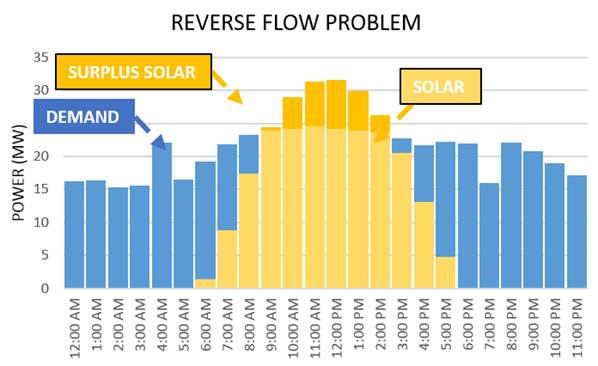 REVERSE FLOW PROBLEM
35
30
25
20
15
10
5
0
POWER (MW)
SURPLUS SOLAR
SOLAR
DEMAND
12:00 AM
1:00 AM
2:00 AM
3:00 AM
4:00 AM
5:00 AM
6:00 AM
7:00 AM
8:00 AM
9:00 AM
10:00 AM
11:00 AM
12:00 PM
1:00 PM
2:00 PM
3:00 PM
4:00 PM
5:00 PM
6:00 PM
7:00 PM
8:00 PM
9:00 PM
10:00 PM
11:00 PM